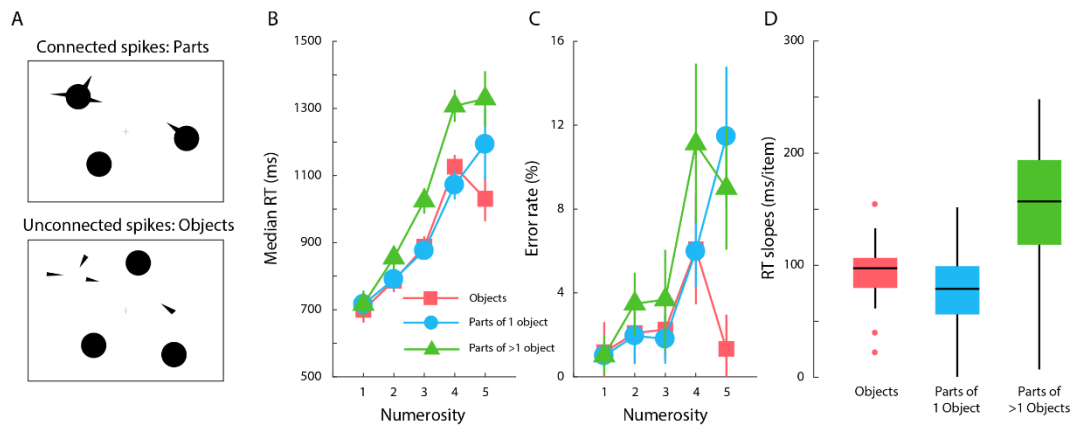 A
Connected spikes: Parts
Unconnected spikes: Objects
B
Median RT (ms)
1500
1300
1100
900
700
500
1 2 3 4 5
Numerosity
Objects
Parts of 1 object
Parts of >1 object
C
Error rate (%)
16
12
8
4
0
1 2 3 4 5
Numerosity
D
RT slopes (ms/item)
300
200
100
0
Objects
Parts of
1 Object
Parts of
>1 Objects